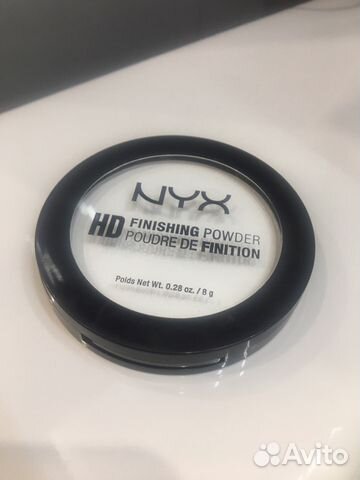 NYX
HD FINISHING POWDER
POUDRE DE FINITION
Poids Net Wt. 0.28 oz. / 8 g
Avito